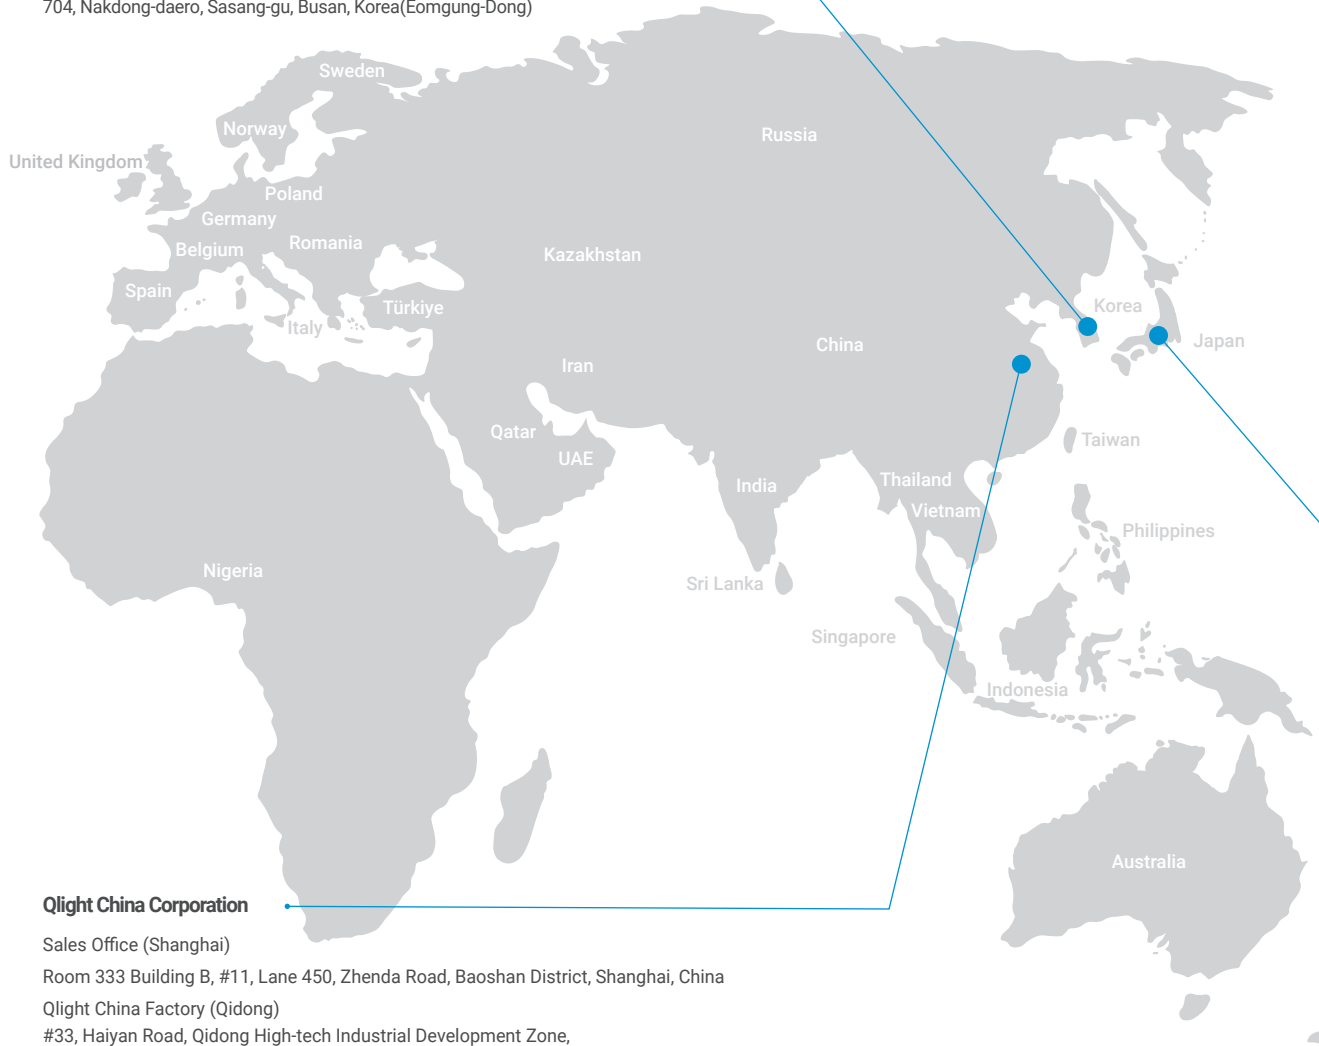 704, Nakdong-daero, Sasang-gu, Busan, Korea(Eomgung-Dong)
Sweden
Norway
Russia
United Kingdom
Poland
Germany
Romania
Belgium
Kazakhstan
Spain
Türkiye
Korea
Italy
Japan
China
Iran
Qatar
Taiwan
UAE
Thailand
India
Vietnam
Philippines
Nigeria
Sri Lanka
Singapore
Indonesia
Australia
Qlight China Corporation
Sales Office (Shanghai)
Room 333 Building B, #11, Lane 450, Zhenda Road, Baoshan District, Shanghai, China
Qlight China Factory (Qidong)
#33, Haiyan Road, Qidong High-tech Industrial Development Zone,